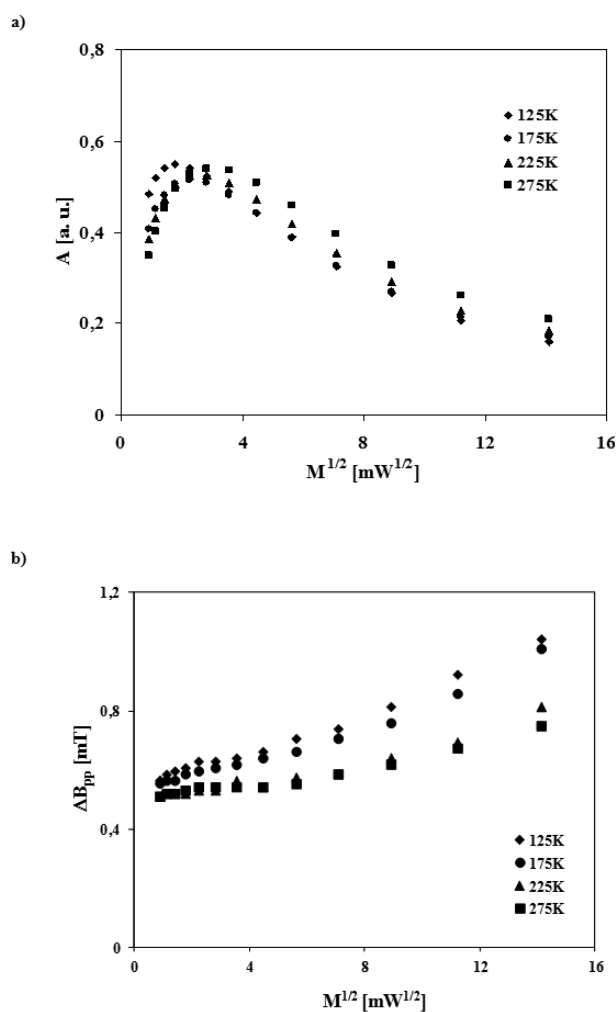 a)
0,8
0,6
0,4
0,2
0
A [a. u.]
125K
175K
225K
275K
0 4 8 12 16
M1/2 [mW1/2]
b)
1,2
0,8
0,4
0
ΔBpp [mT]
125K
175K
225K
275K
0 4 8 12 16
M1/2 [mW1/2]